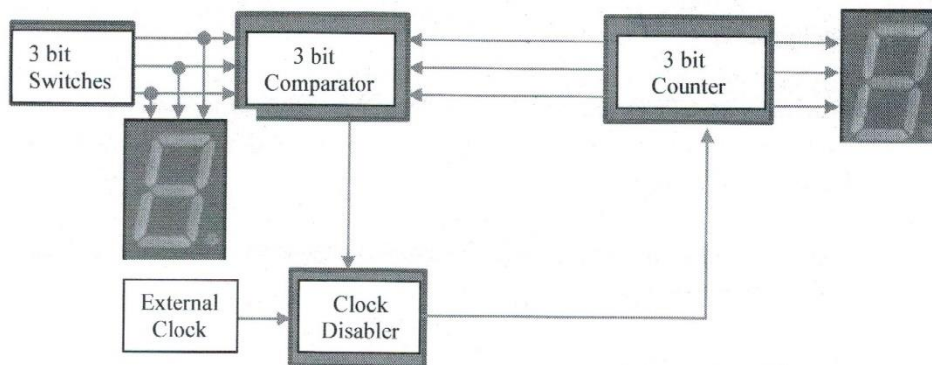 3 bit
Switches
3 bit
Comparator
3 bit
Counter
External
Clock
Clock
Disabler